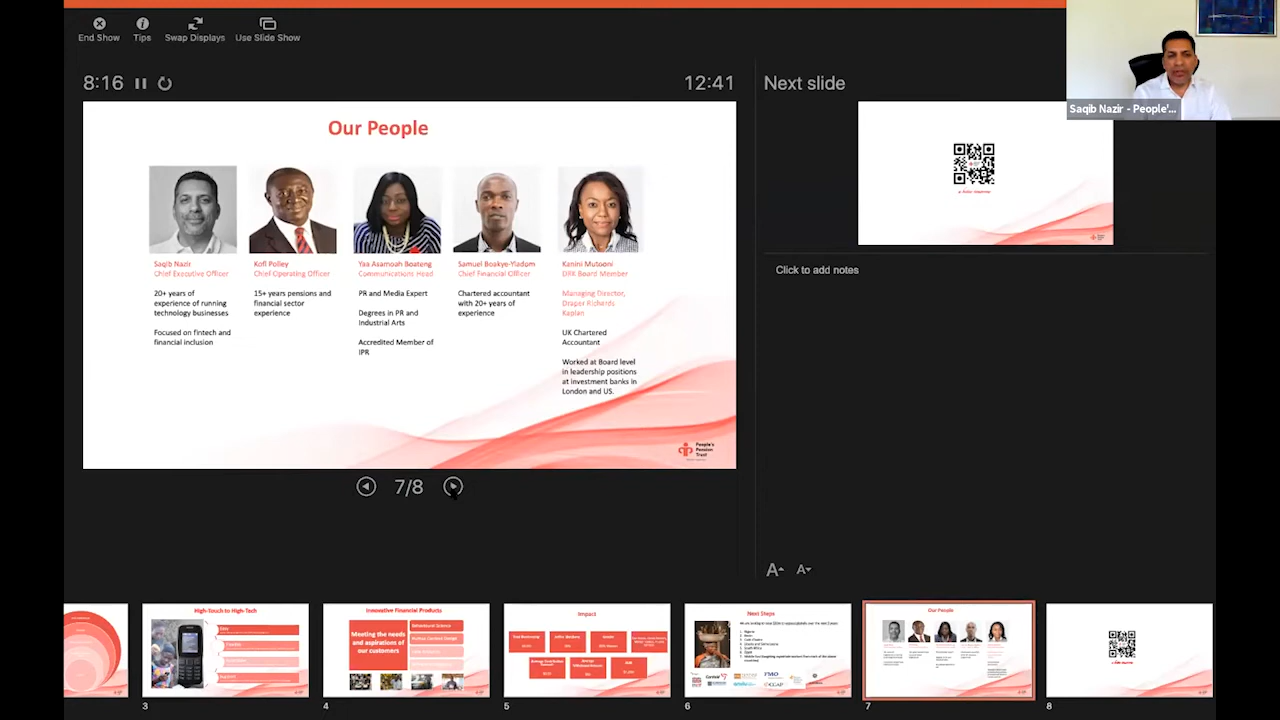 End Show
Tips
Swap Displays
Use Slide Show
8:16
12:41
Next slide
Saqib Nazir - People'...
Our People
Saqib Nazir
Chief Executive Officer
20+ years of
experience of running
technology businesses
Focused on fintech and
financial inclusion
Kofi Polley
Chief Operating Officer
15+ years pensions and
financial sector
experience
Yaa Asamoah Boateng
Communications Head
PR and Media Expert
Degrees in PR and
Industrial Arts
Accredited Member of
IPR
Samuel Boakye-Yiadom
Chief Financial Officer
Chartered accountant
with 20+ years of
experience
Kanini Mutooni
DRK Board Member
Managing Director,
Draper Richards
Kaplan
UK Chartered
Accountant
Worked at Board level
in leadership positions
at investment banks in
London and US.
People's
Pension
Trust
7/8
Click to add notes
A A
High-Touch to High-Tech
3
Innovative Financial Products
Meeting the needs
and aspirations of
our customers
Behavioural Science
4
Impact
5
Next Steps
6
Our People
7
8